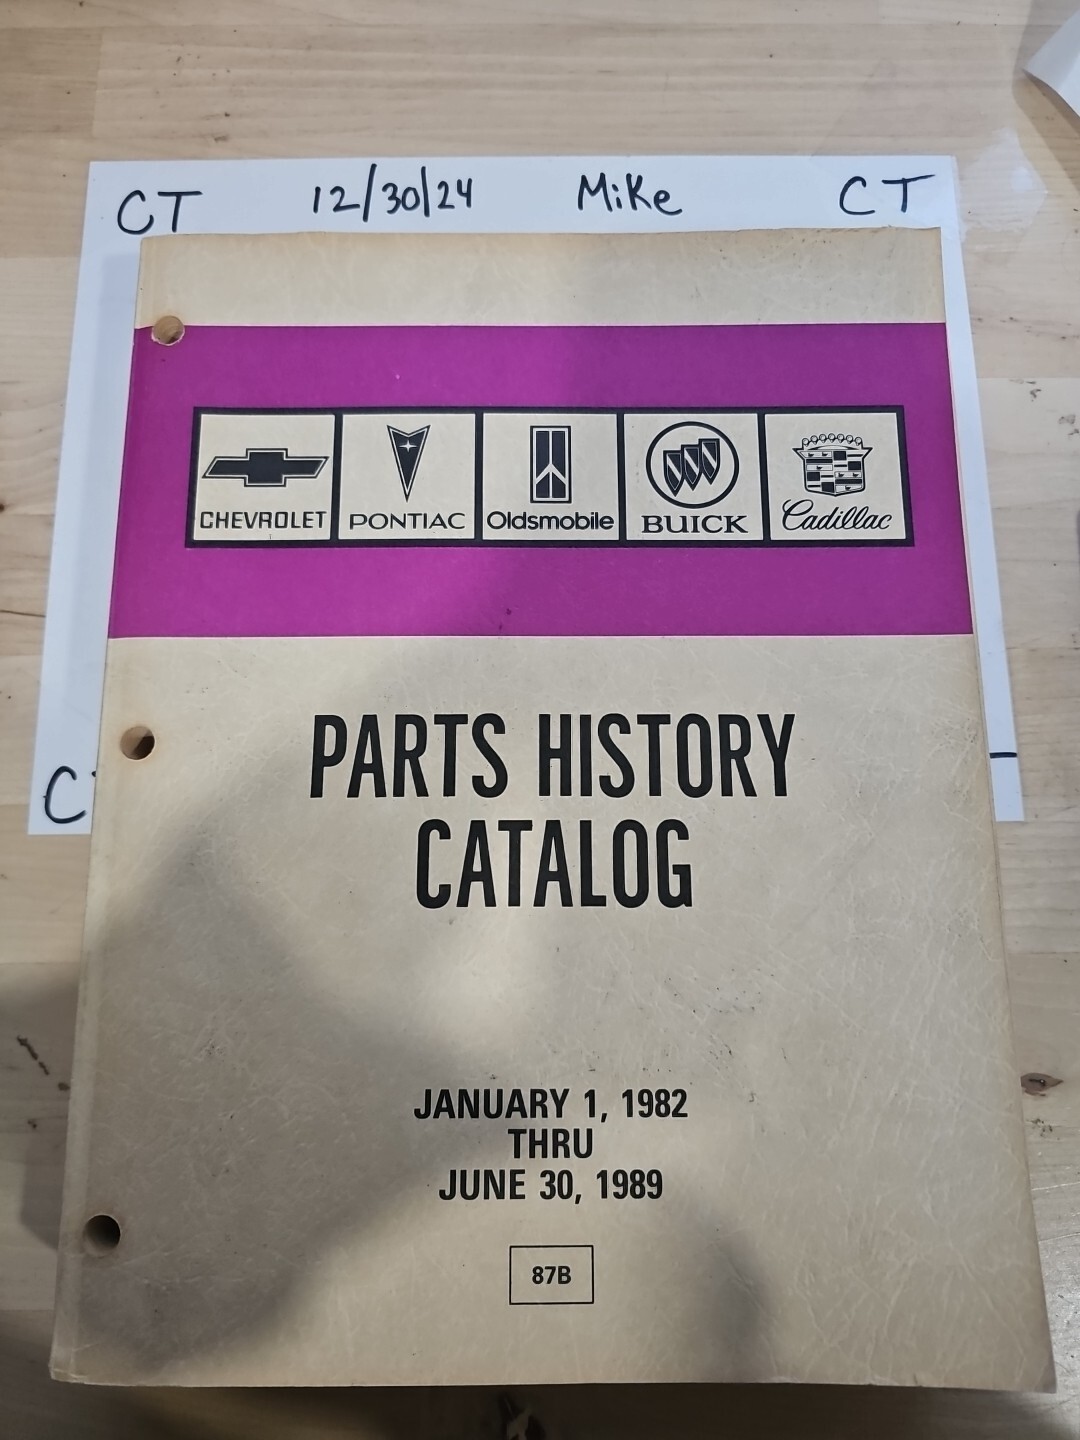 CT 12/30/24 Mike CT
CHEVROLET PONTIAC Oldsmobile BUICK Cadillac
PARTS HISTORY
CATALOG
C
JANUARY 1, 1982
THRU
JUNE 30, 1989
87B